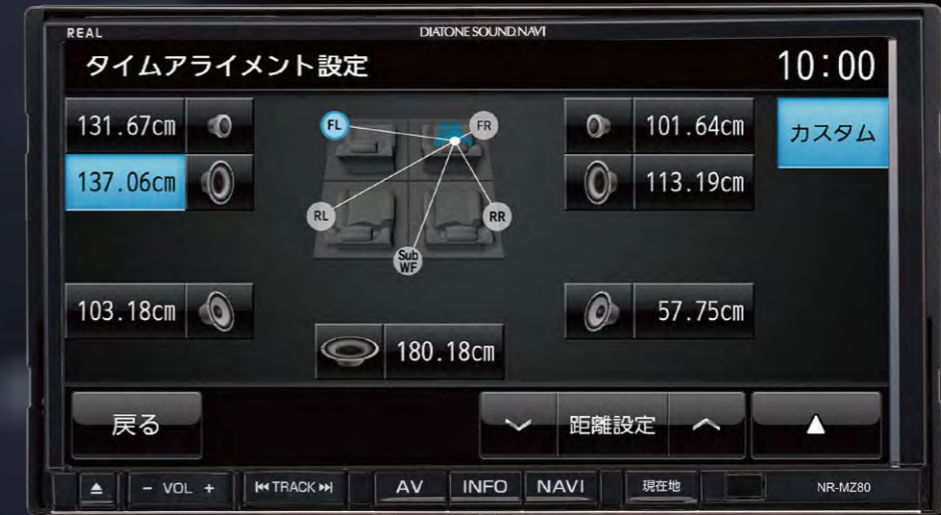 REAL
DIATONE SOUND.NAVI
タイムアライメント設定
10:00
131.67cm
FL
FR
101.64cm
カスタム
137.06cm
113.19cm
RL
RR
Sub
WF
103.18cm
57.75cm
180.18cm
戻る
距離設定
- VOL +
TRACK
AV
INFO
NAVI
現在地
NR-MZ80